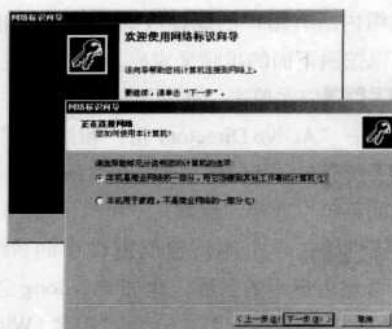 网络标识向导
欢迎使用网络标识向导
该向导帮助您将计算机连接到网络上。
要继续，请单击“下一步”。
网络标识向导
正在连接网络
您如何使用本计算机?
请选择能够充分说明您的计算机的选项:
本机是商业网络的一部分，用它连接到其他工作着的计算机(T)
本机用于家庭，不是商业网络的一部分(H)
<上一步(B) 下一步(N)> 取消